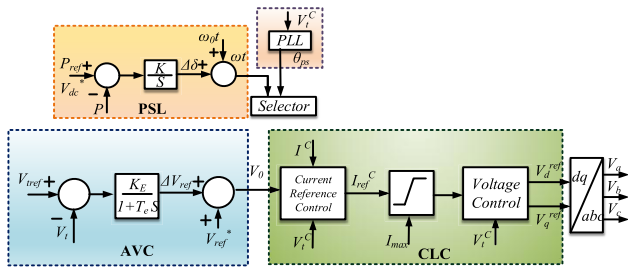 V_t^C
PLL
θ_ps
ω_0 t
P_ref +
V_dc^*
−
P
K
S
Δδ +
+
ωt
PSL
Selector
V_tref +
−
V_t
K_E
1+T_e S
ΔV_ref +
+
V_ref^*
V_0
AVC
I^C
Current
Reference
Control
V_t^C
I_ref^C
I_max
Voltage
Control
V_t^C
CLC
V_d^ref
V_q^ref
dq
abc
V_a
V_b
V_c